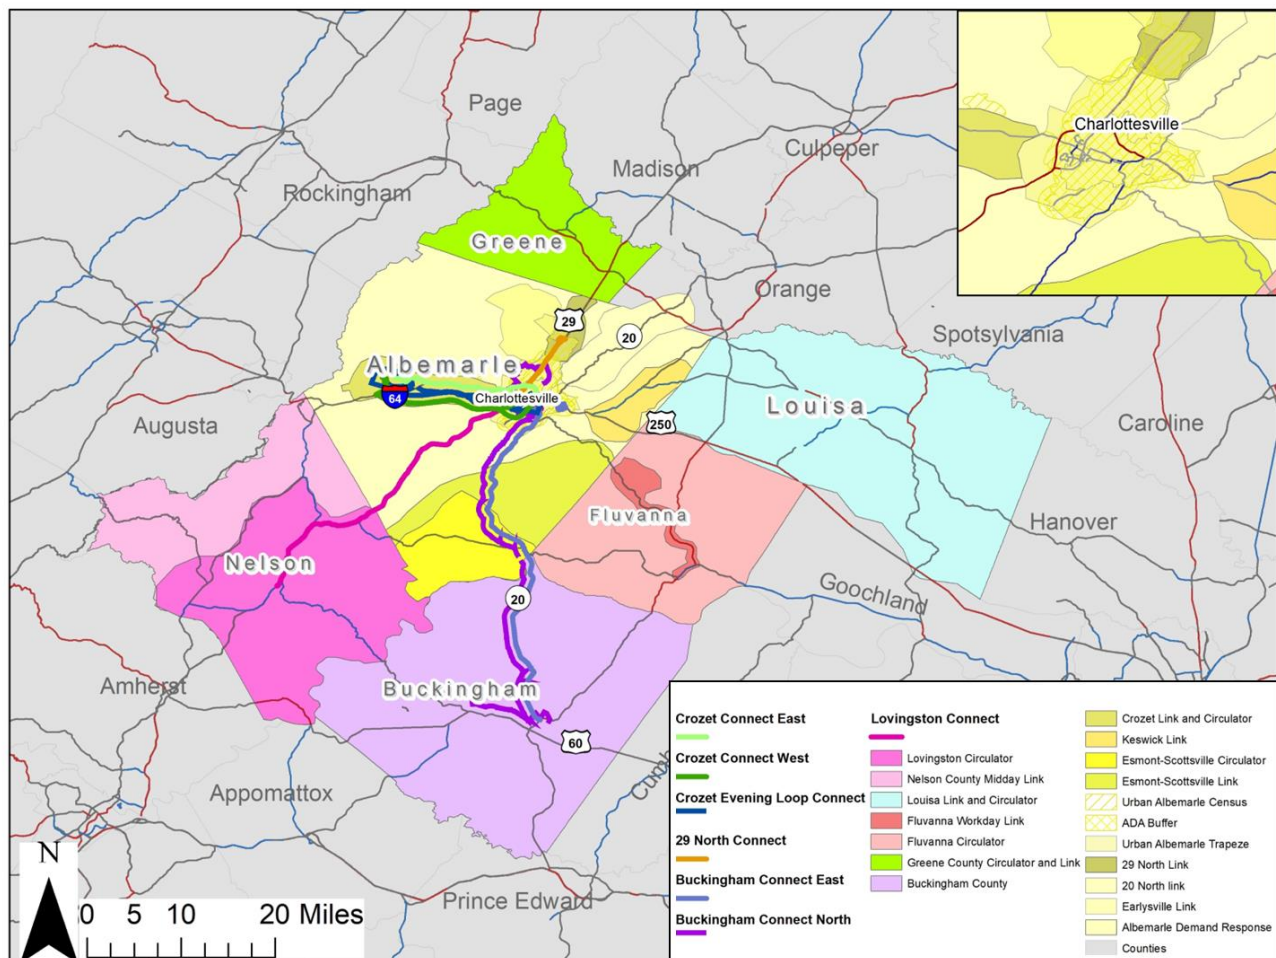 Page
Madison
Culpeper
Rockingham
Greene
Orange
Spotsylvania
29
20
Albemarle
64
Charlottesville
Charlottesville
Louisa
Augusta
250
Caroline
Fluvanna
Hanover
Nelson
Goochland
20
Amherst
Buckingham
60
Appomattox
Prince Edward
N
0 5 10 20 Miles
Crozet Connect East
Crozet Connect West
Crozet Evening Loop Connect
29 North Connect
Buckingham Connect East
Buckingham Connect North
Lovingston Connect
Lovingston Circulator
Nelson County Midday Link
Louisa Link and Circulator
Fluvanna Workday Link
Fluvanna Circulator
Greene County Circulator and Link
Buckingham County
Crozet Link and Circulator
Keswick Link
Esmont-Scottsville Circulator
Esmont-Scottsville Link
Urban Albemarle Census
ADA Buffer
Urban Albemarle Trapeze
29 North Link
20 North link
Earlysville Link
Albemarle Demand Response
Counties